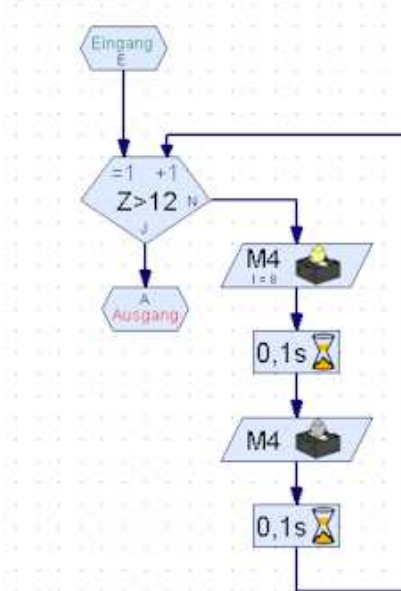 Eingang
E
=1 +1
Z>12 N
J
A
Ausgang
M4
I = 8
0,1s
M4
0,1s